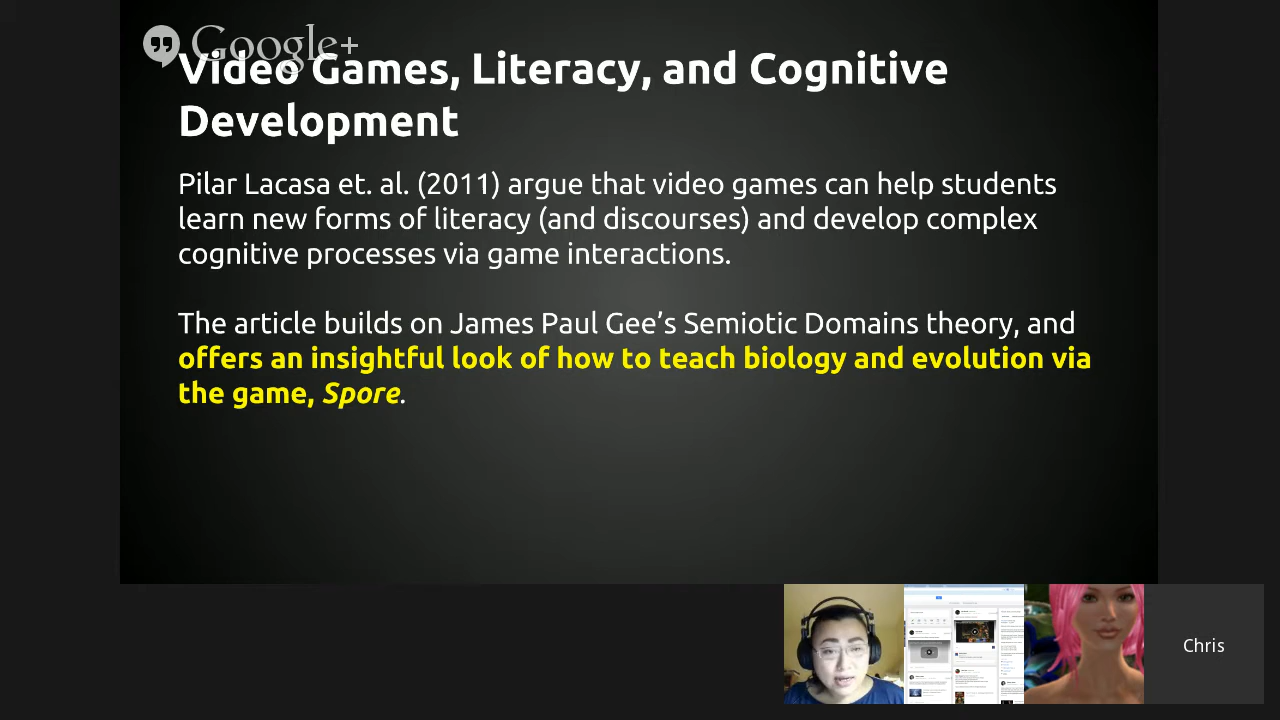 Google+
Video Games, Literacy, and Cognitive
Development
Pilar Lacasa et. al. (2011) argue that video games can help students
learn new forms of literacy (and discourses) and develop complex
cognitive processes via game interactions.
The article builds on James Paul Gee’s Semiotic Domains theory, and
offers an insightful look of how to teach biology and evolution via
the game, Spore.
Chris